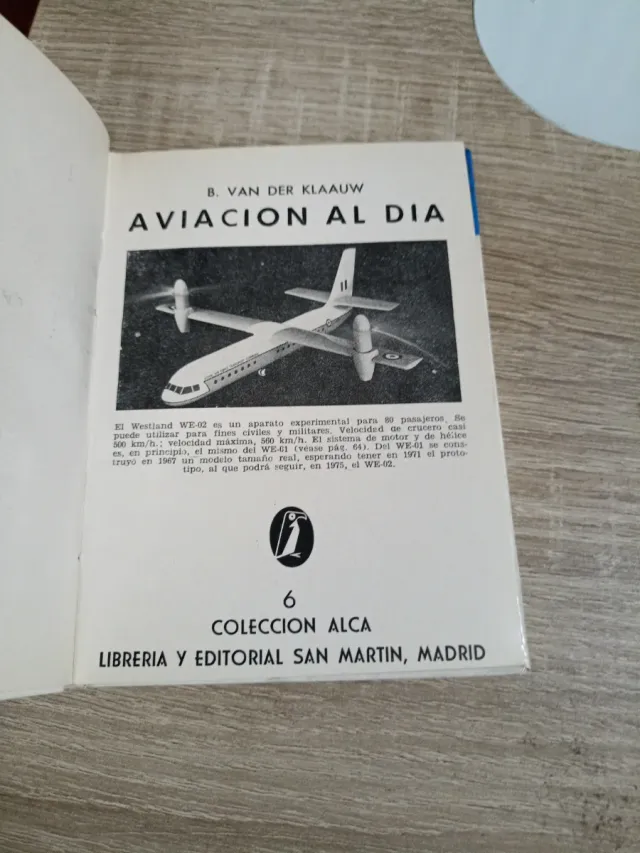 B. VAN DER KLAAUW
AVIACION AL DIA
El Westland WE-02 es un aparato experimental para 80 pasajeros. Se
puede utilizar para fines civiles y militares. Velocidad de crucero casi
500 km/h.; velocidad máxima, 560 km/h. El sistema de motor y de hélice
es, en principio, el mismo del WE-01 (véase pág. 64). Del WE-01 se cons-
truyó en 1967 un modelo tamaño real, esperando tener en 1971 el proto-
tipo, al que podrá seguir, en 1975, el WE-02.
6
COLECCION ALCA
LIBRERIA Y EDITORIAL SAN MARTIN, MADRID